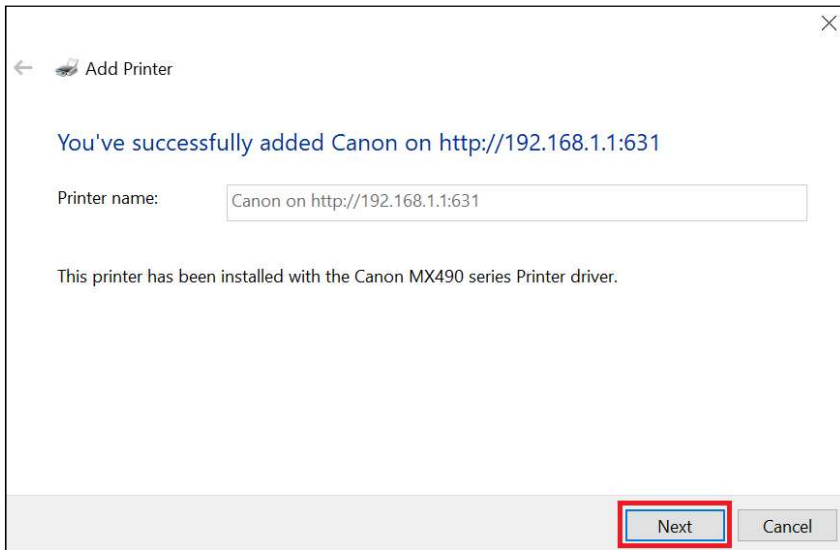 Add Printer
You've successfully added Canon on http://192.168.1.1:631
Printer name:
Canon on http://192.168.1.1:631
This printer has been installed with the Canon MX490 series Printer driver.
Next
Cancel